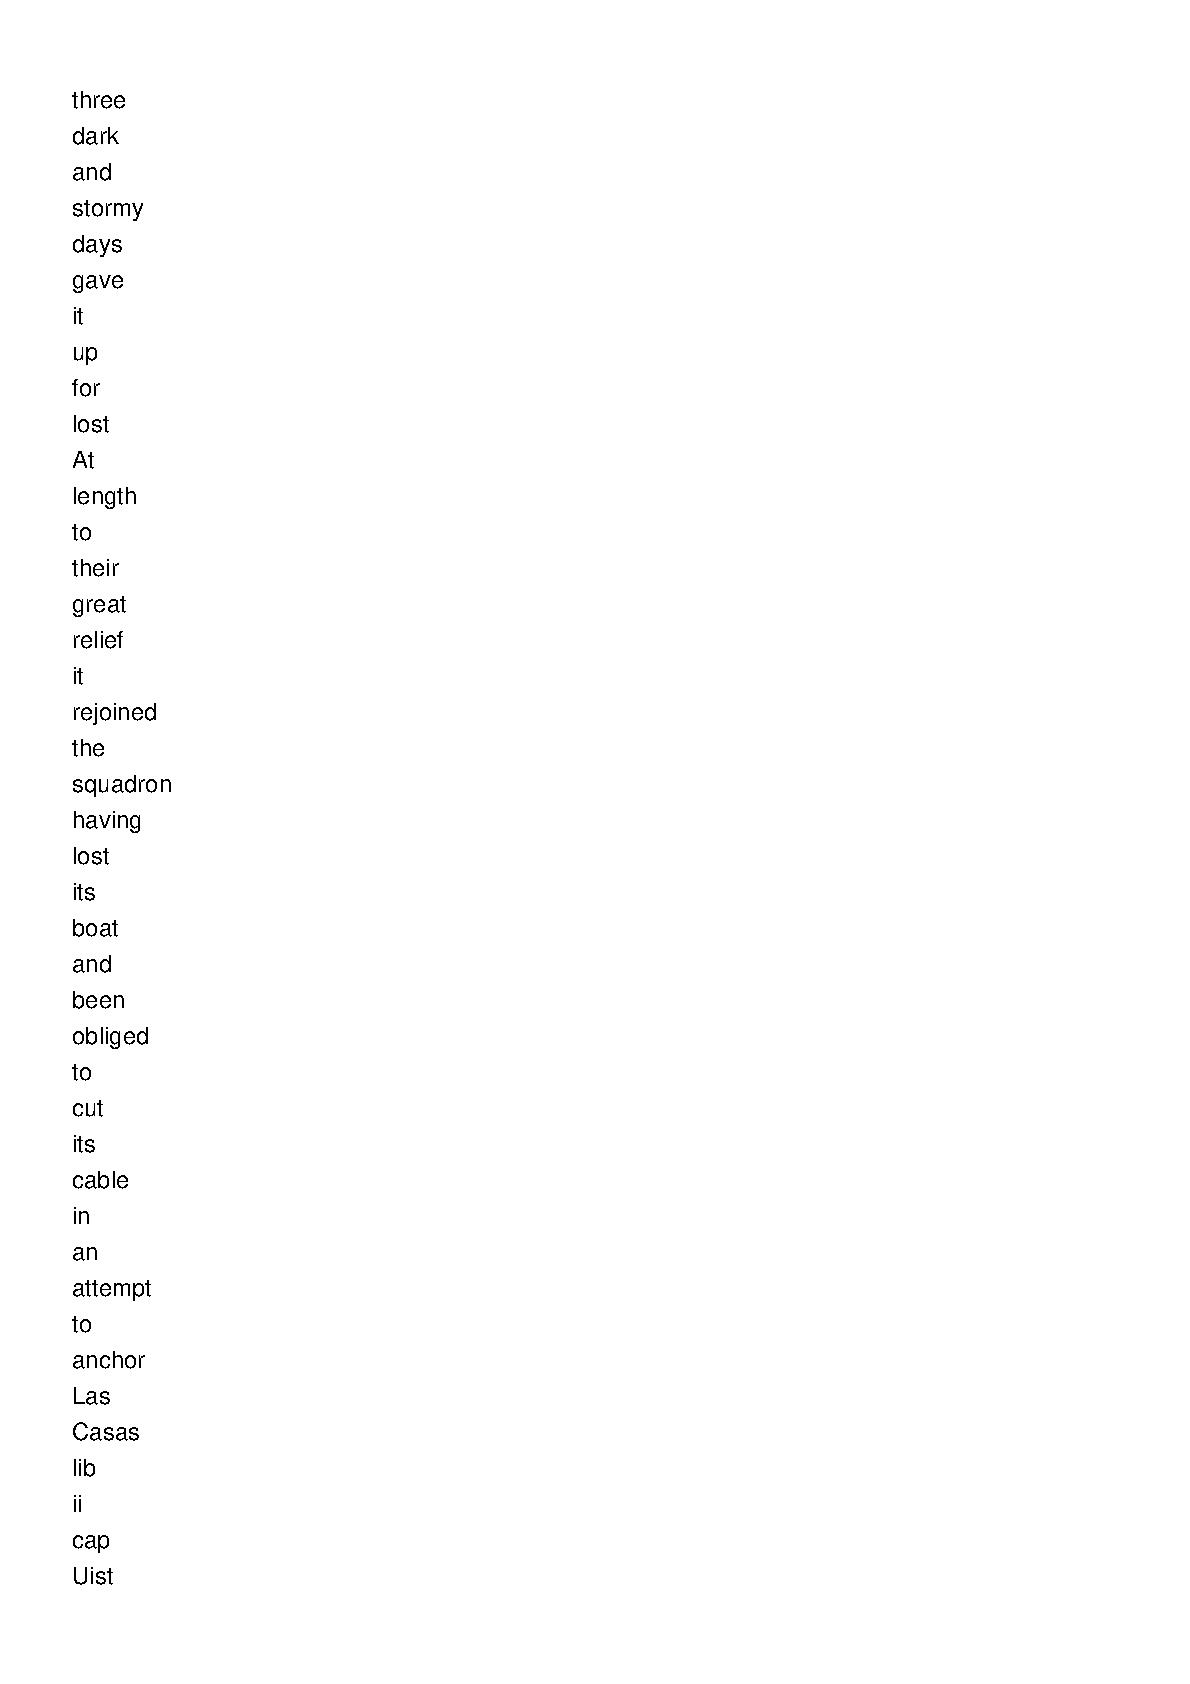 three
dark
and
stormy
days
gave
it
up
for
lost
At
length
to
their
great
relief
it
rejoined
the
squadron
having
lost
its
boat
and
been
obliged
to
cut
its
cable
in
an
attempt
to
anchor
Las
Casas
lib
ii
cap
Uist